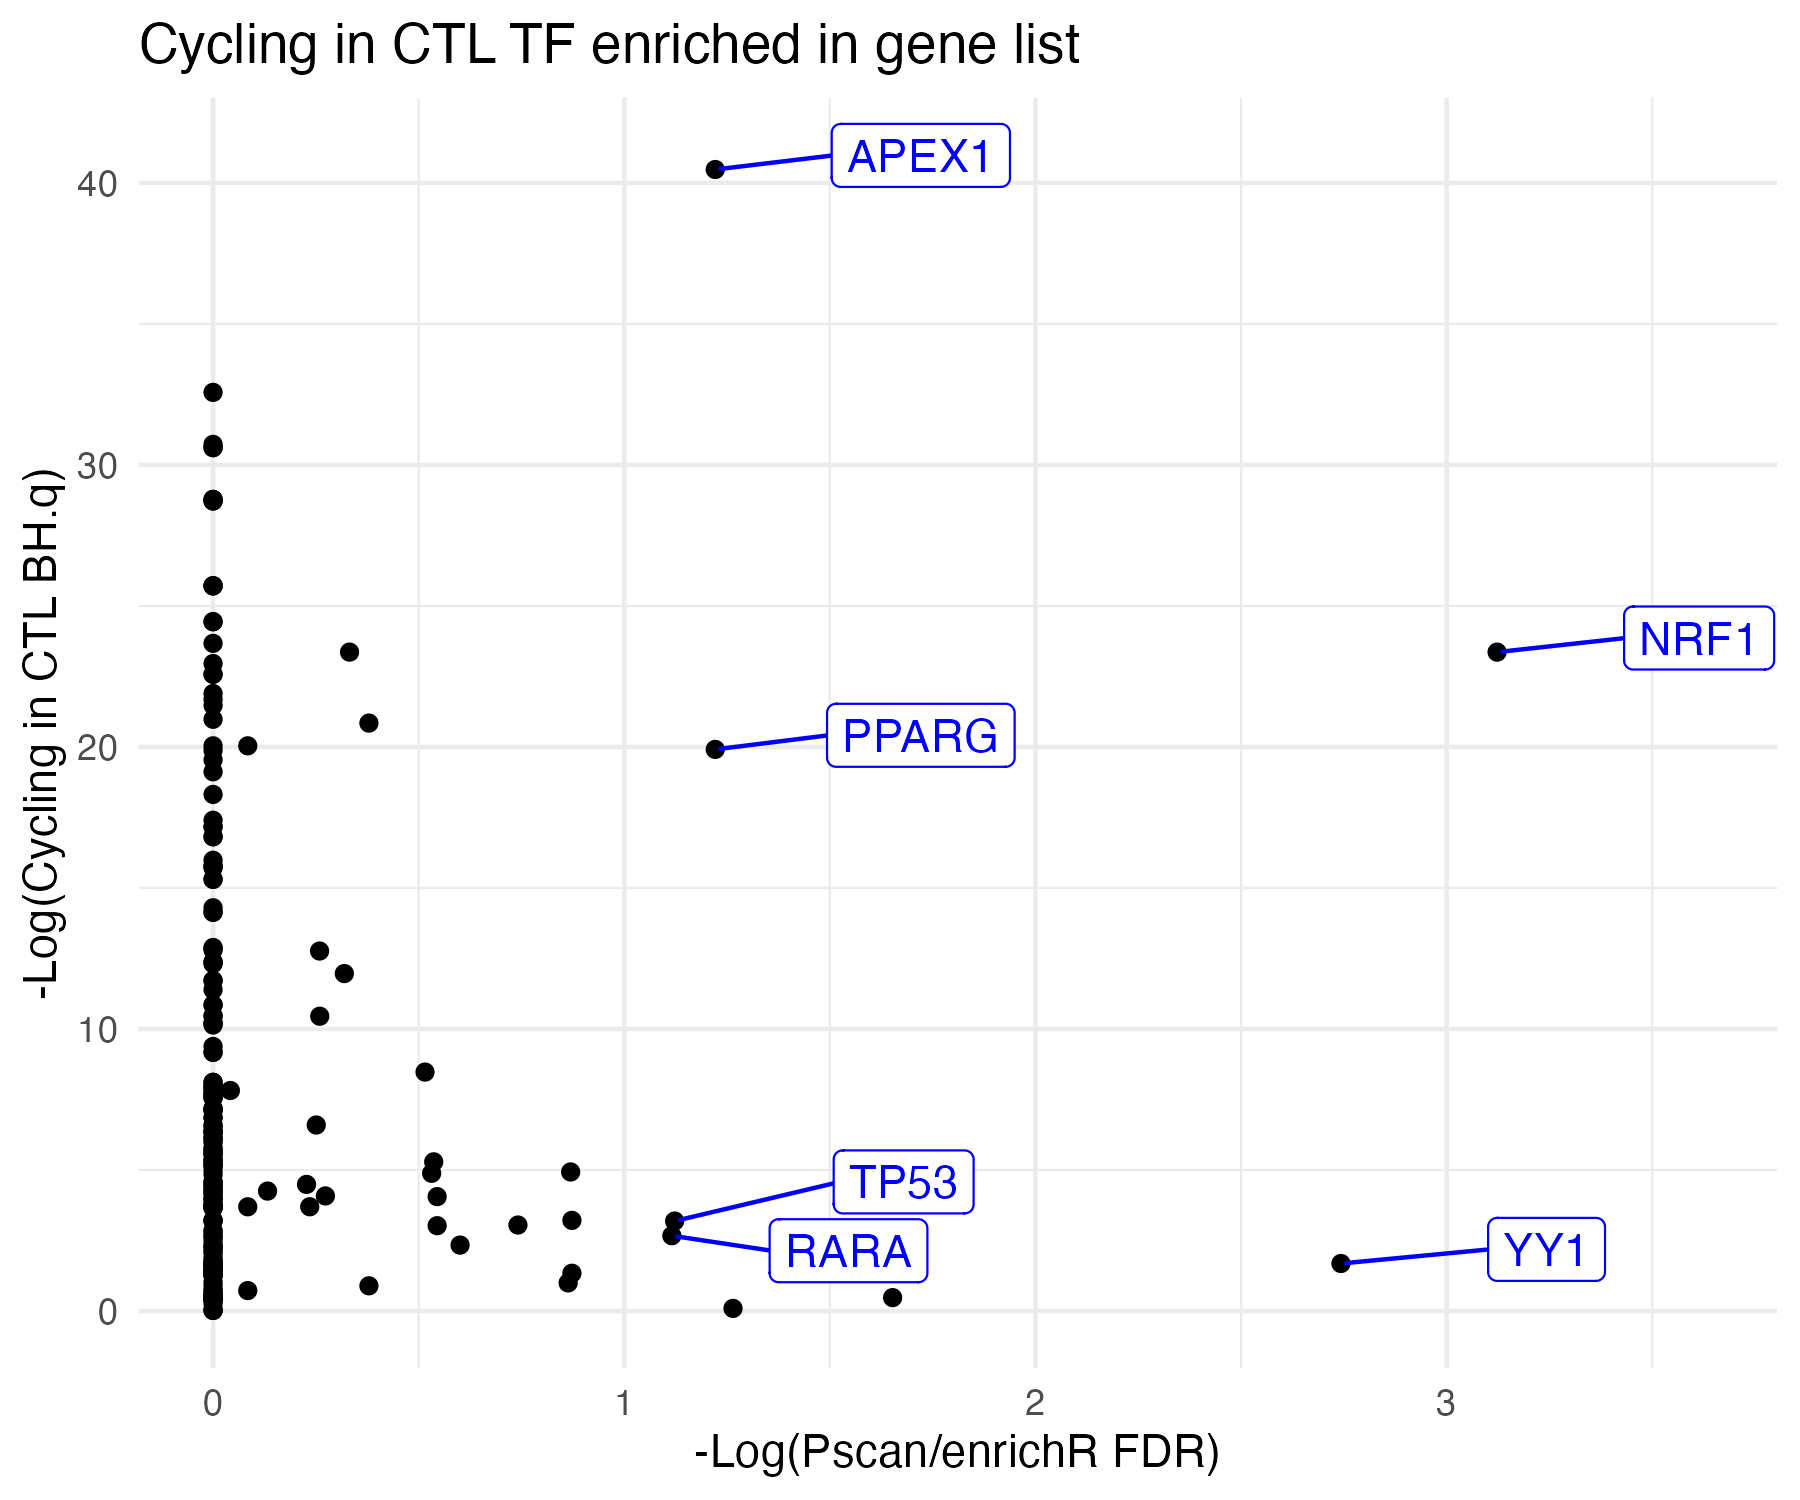 Cycling in CTL TF enriched in gene list
-Log(Cycling in CTL BH.q)
40
30
20
10
0
APEX1
NRF1
PPARG
TP53
RARA
YY1
0
1
2
3
-Log(Pscan/enrichR FDR)